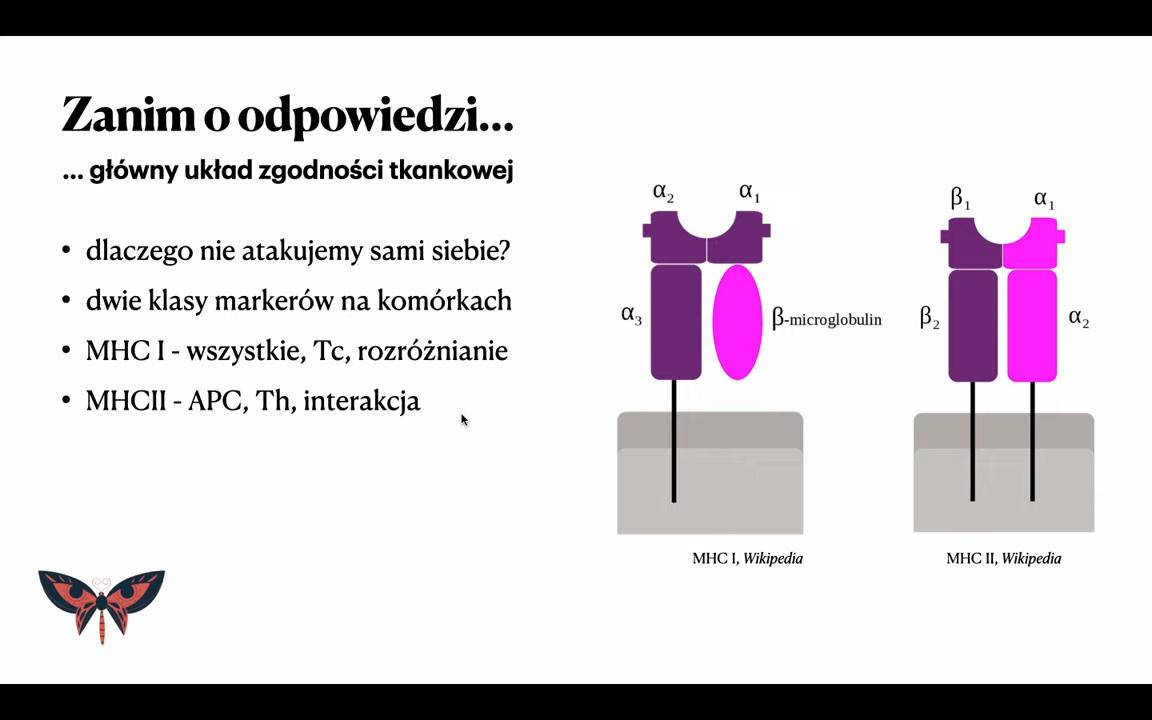 Zanim o odpowiedzi...
... główny układ zgodności tkankowej
• dlaczego nie atakujemy sami siebie?
• dwie klasy markerów na komórkach
• MHC I - wszystkie, Tc, rozróżnianie
• MHCII - APC, Th, interakcja
α2 α1
α3 β-microglobulin
MHC I, Wikipedia
β1 α1
β2 α2
MHC II, Wikipedia